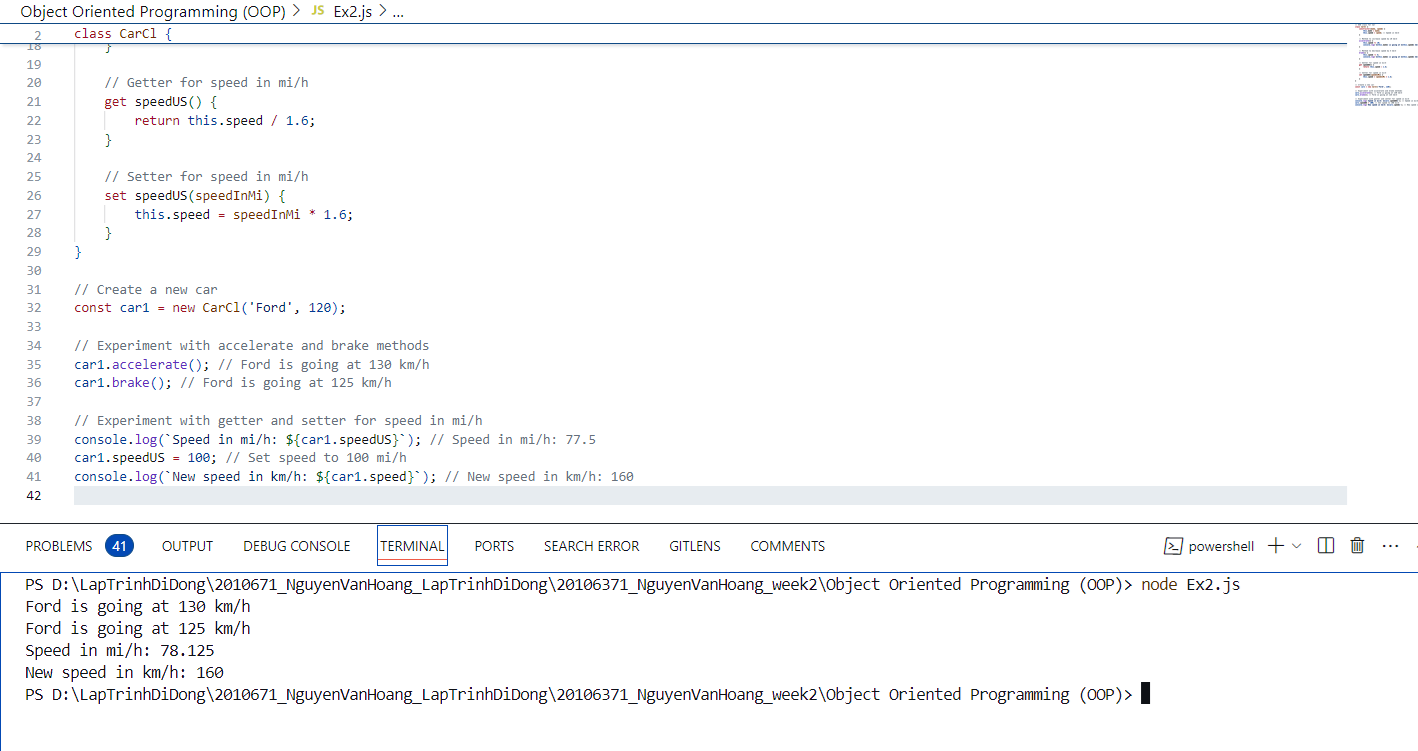 Object Oriented Programming (OOP) > JS Ex2.js > ...
2 class CarCl {
18 }
19
20 // Getter for speed in mi/h
21 get speedUS() {
22 return this.speed / 1.6;
23 }
24
25 // Setter for speed in mi/h
26 set speedUS(speedInMi) {
27 this.speed = speedInMi * 1.6;
28 }
29 }
30
31 // Create a new car
32 const car1 = new CarCl('Ford', 120);
33
34 // Experiment with accelerate and brake methods
35 car1.accelerate(); // Ford is going at 130 km/h
36 car1.brake(); // Ford is going at 125 km/h
37
38 // Experiment with getter and setter for speed in mi/h
39 console.log(`Speed in mi/h: ${car1.speedUS}`); // Speed in mi/h: 77.5
40 car1.speedUS = 100; // Set speed to 100 mi/h
41 console.log(`New speed in km/h: ${car1.speed}`); // New speed in km/h: 160
42
PROBLEMS 41 OUTPUT DEBUG CONSOLE TERMINAL PORTS SEARCH ERROR GITLENS COMMENTS powershell
PS D:\LapTrinhDiDong\2010671_NguyenVanHoang_LapTrinhDiDong\20106371_NguyenVanHoang_week2\Object Oriented Programming (OOP)> node Ex2.js
Ford is going at 130 km/h
Ford is going at 125 km/h
Speed in mi/h: 78.125
New speed in km/h: 160
PS D:\LapTrinhDiDong\2010671_NguyenVanHoang_LapTrinhDiDong\20106371_NguyenVanHoang_week2\Object Oriented Programming (OOP)>